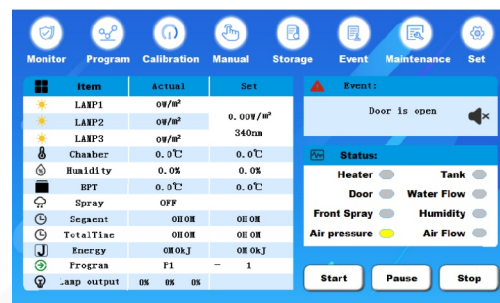 Monitor Program Calibration Manual Storage Event Maintenance Set
Item Actual Set
LAMP1 0W/m²
LAMP2 0W/m²
0.00W/m²
340nm
LAMP3 0W/m²
Chamber 0.0℃ 0.0℃
Humidity 0.0% 0.0%
BPT 0.0℃ 0.0℃
Spray OFF
Segment 0H0M 0H0M
TotalTime 0H0M 0H0M
Energy 0M0kJ 0M0kJ
Program P1 – 1
Lamp output 0% 0% 0%
Event:
Door is open
Status:
Heater Tank
Door Water Flow
Front Spray Humidity
Air pressure Air Flow
Start Pause Stop